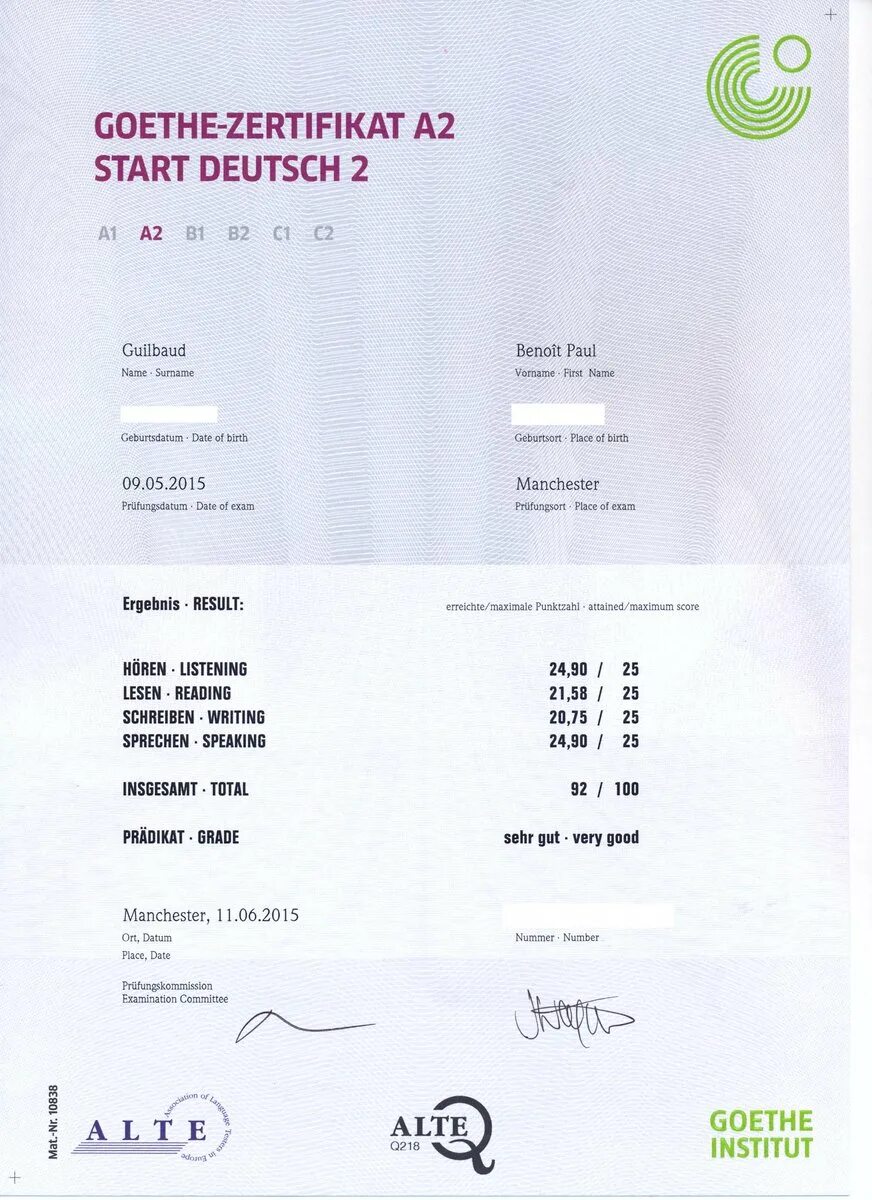 GOETHE-ZERTIFIKAT A2
START DEUTSCH 2
A1 A2 B1 B2 C1 C2
Guilbaud Benoît Paul
Name · Surname Vorname · First Name
Geburtsdatum · Date of birth Geburtsort · Place of birth
09.05.2015 Manchester
Prüfungsdatum · Date of exam Prüfungsort · Place of exam
Ergebnis · RESULT: erreichte/maximale Punktzahl · attained/maximum score
HÖREN · LISTENING 24,90 / 25
LESEN · READING 21,58 / 25
SCHREIBEN · WRITING 20,75 / 25
SPRECHEN · SPEAKING 24,90 / 25
INSGESAMT · TOTAL 92 / 100
PRÄDIKAT · GRADE sehr gut · very good
Manchester, 11.06.2015
Ort, Datum Nummer · Number
Place, Date
Prüfungskommission
Examination Committee
Mat.-Nr. 10838
ALTE
Association of Language Testers in Europe
ALTE
Q218
GOETHE
INSTITUT